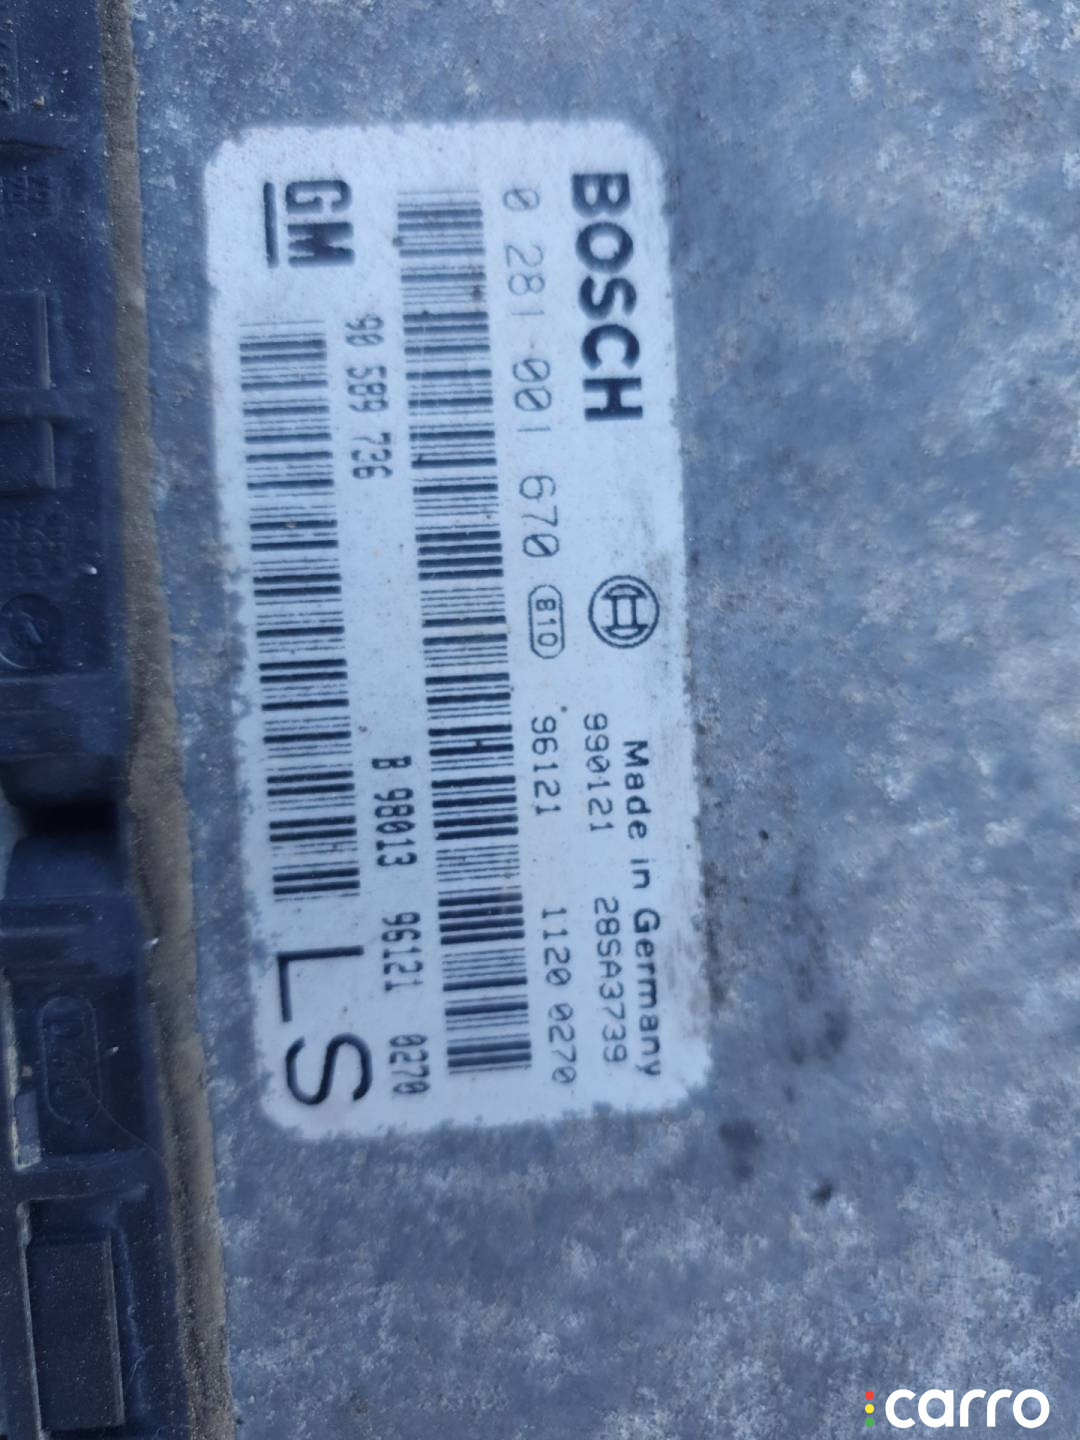 BOSCH
Made in Germany
990121 28SA3739
0 281 001 670 810 96121 1120 0270
GM 90 589 736 B 98013 96121 0270
LS
carro